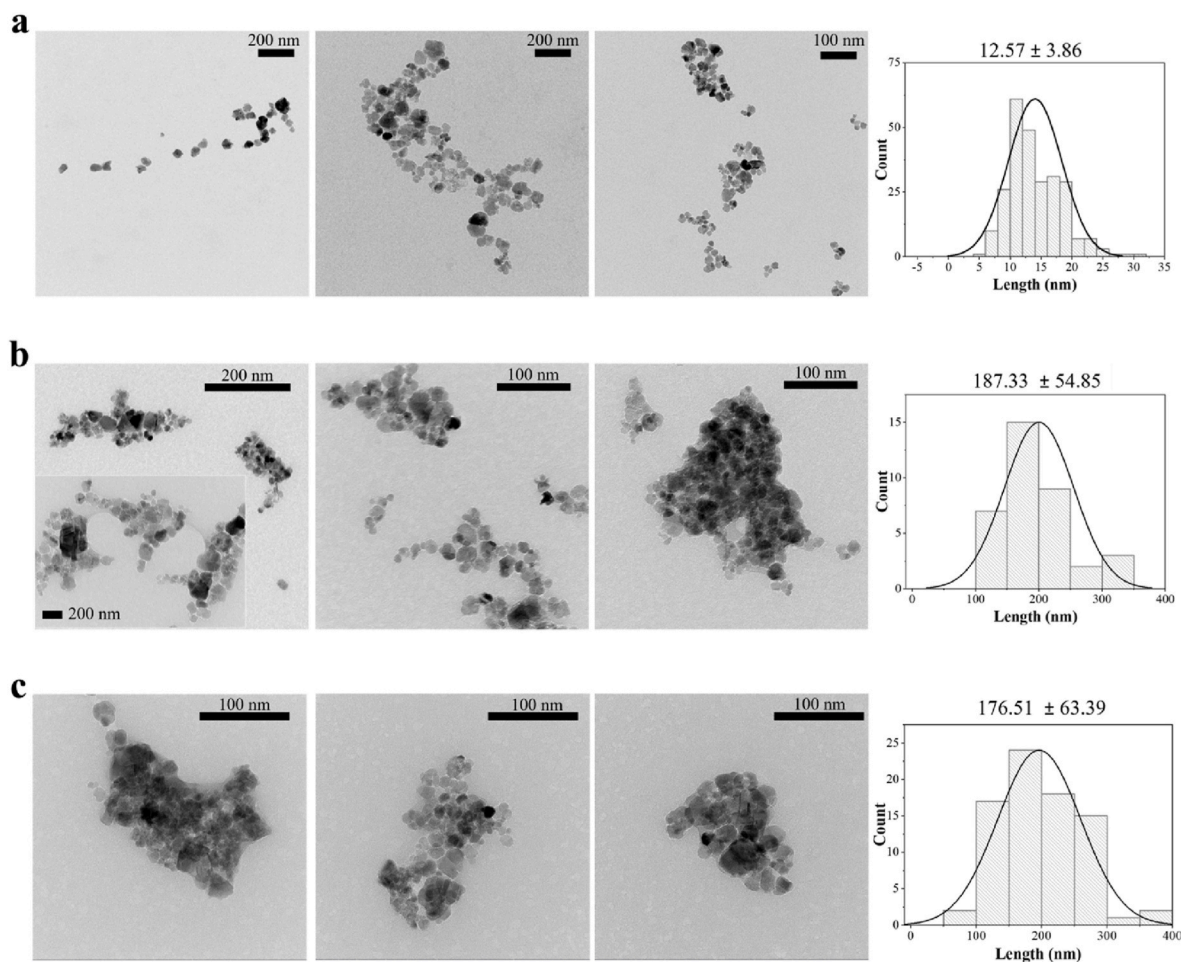 a
200 nm
200 nm
100 nm
12.57 ± 3.86
75
50
25
0
Count
-5 0 5 10 15 20 25 30 35
Length (nm)
b
200 nm
200 nm
100 nm
100 nm
187.33 ± 54.85
15
10
5
0
Count
0 100 200 300 400
Length (nm)
c
100 nm
100 nm
100 nm
176.51 ± 63.39
25
20
15
10
5
0
Count
0 100 200 300 400
Length (nm)